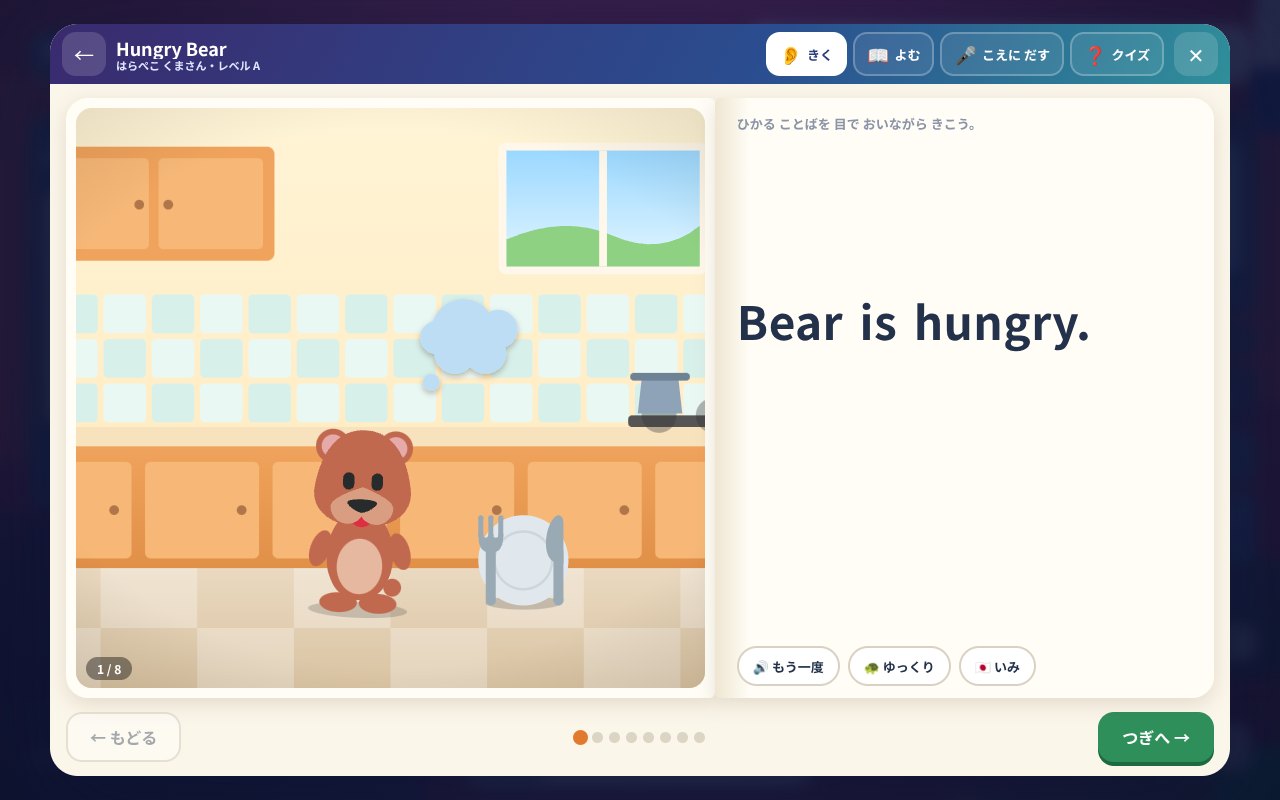 ←
Hungry Bear
はらぺこ くまさん・レベル A
👂 きく
📖 よむ
🎤 こえに だす
❓ クイズ
✕
ひかる ことばを 目で おいながら きこう。
Bear is hungry.
1 / 8
🔊 もう一度
🐢 ゆっくり
🇯🇵 いみ
← もどる
つぎへ →